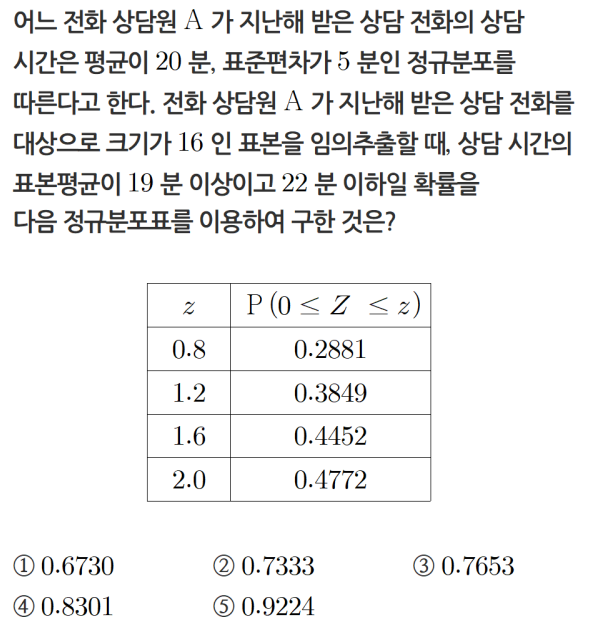 어느 전화 상담원 A 가 지난해 받은 상담 전화의 상담
시간은 평균이 20 분, 표준편차가 5 분인 정규분포를
따른다고 한다. 전화 상담원 A 가 지난해 받은 상담 전화를
대상으로 크기가 16 인 표본을 임의추출할 때, 상담 시간의
표본평균이 19 분 이상이고 22 분 이하일 확률을
다음 정규분포표를 이용하여 구한 것은?
z P(0 ≤ Z ≤ z)
0.8 0.2881
1.2 0.3849
1.6 0.4452
2.0 0.4772
① 0.6730 ② 0.7333 ③ 0.7653
④ 0.8301 ⑤ 0.9224